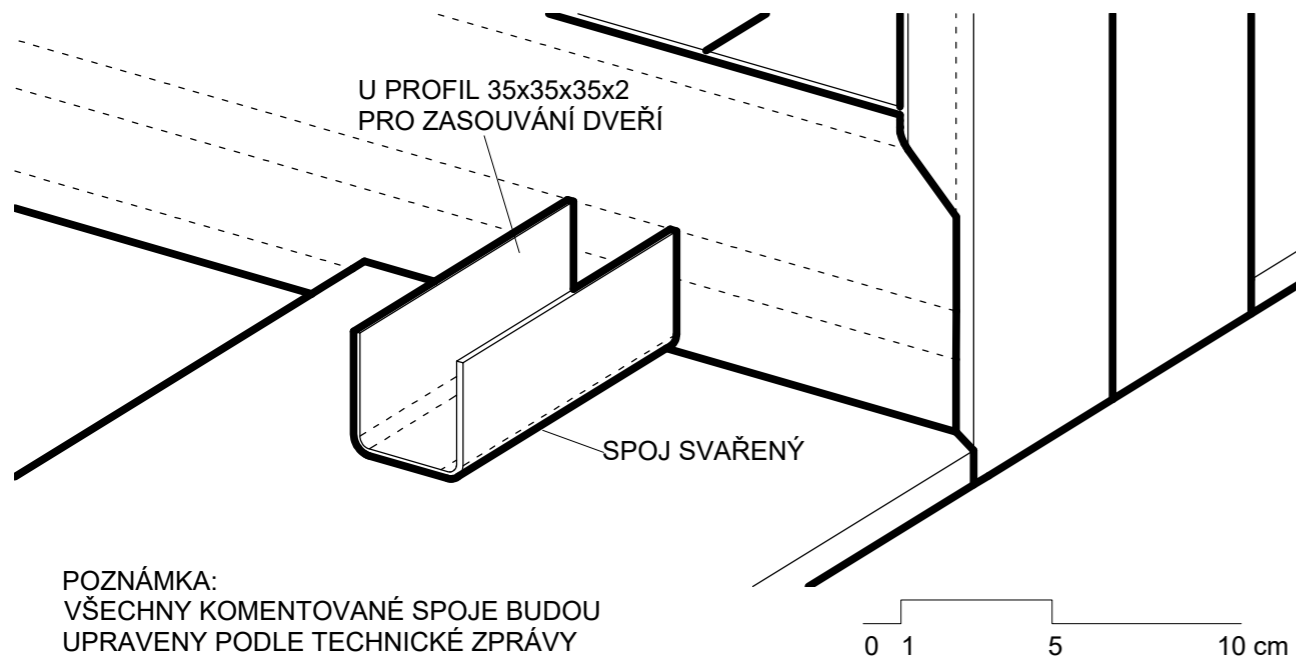 U PROFIL 35x35x35x2
PRO ZASOUVÁNÍ DVEŘÍ
SPOJ SVAŘENÝ
POZNÁMKA:
VŠECHNY KOMENTOVANÉ SPOJE BUDOU
UPRAVENY PODLE TECHNICKÉ ZPRÁVY
0 1 5 10 cm